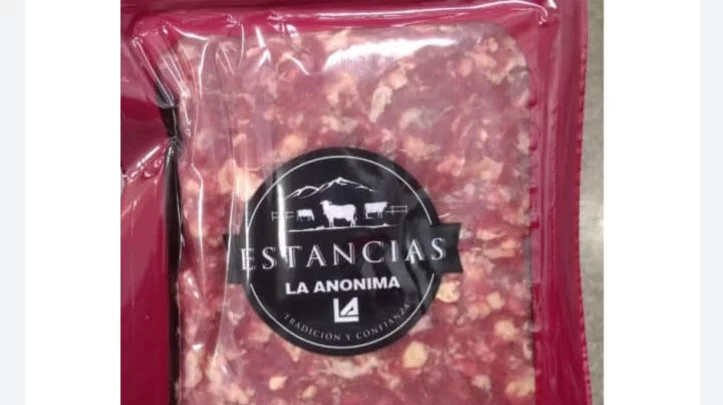 ESTANCIAS
LA ANONIMA
LA
TRADICIÓN Y CONFIANZA